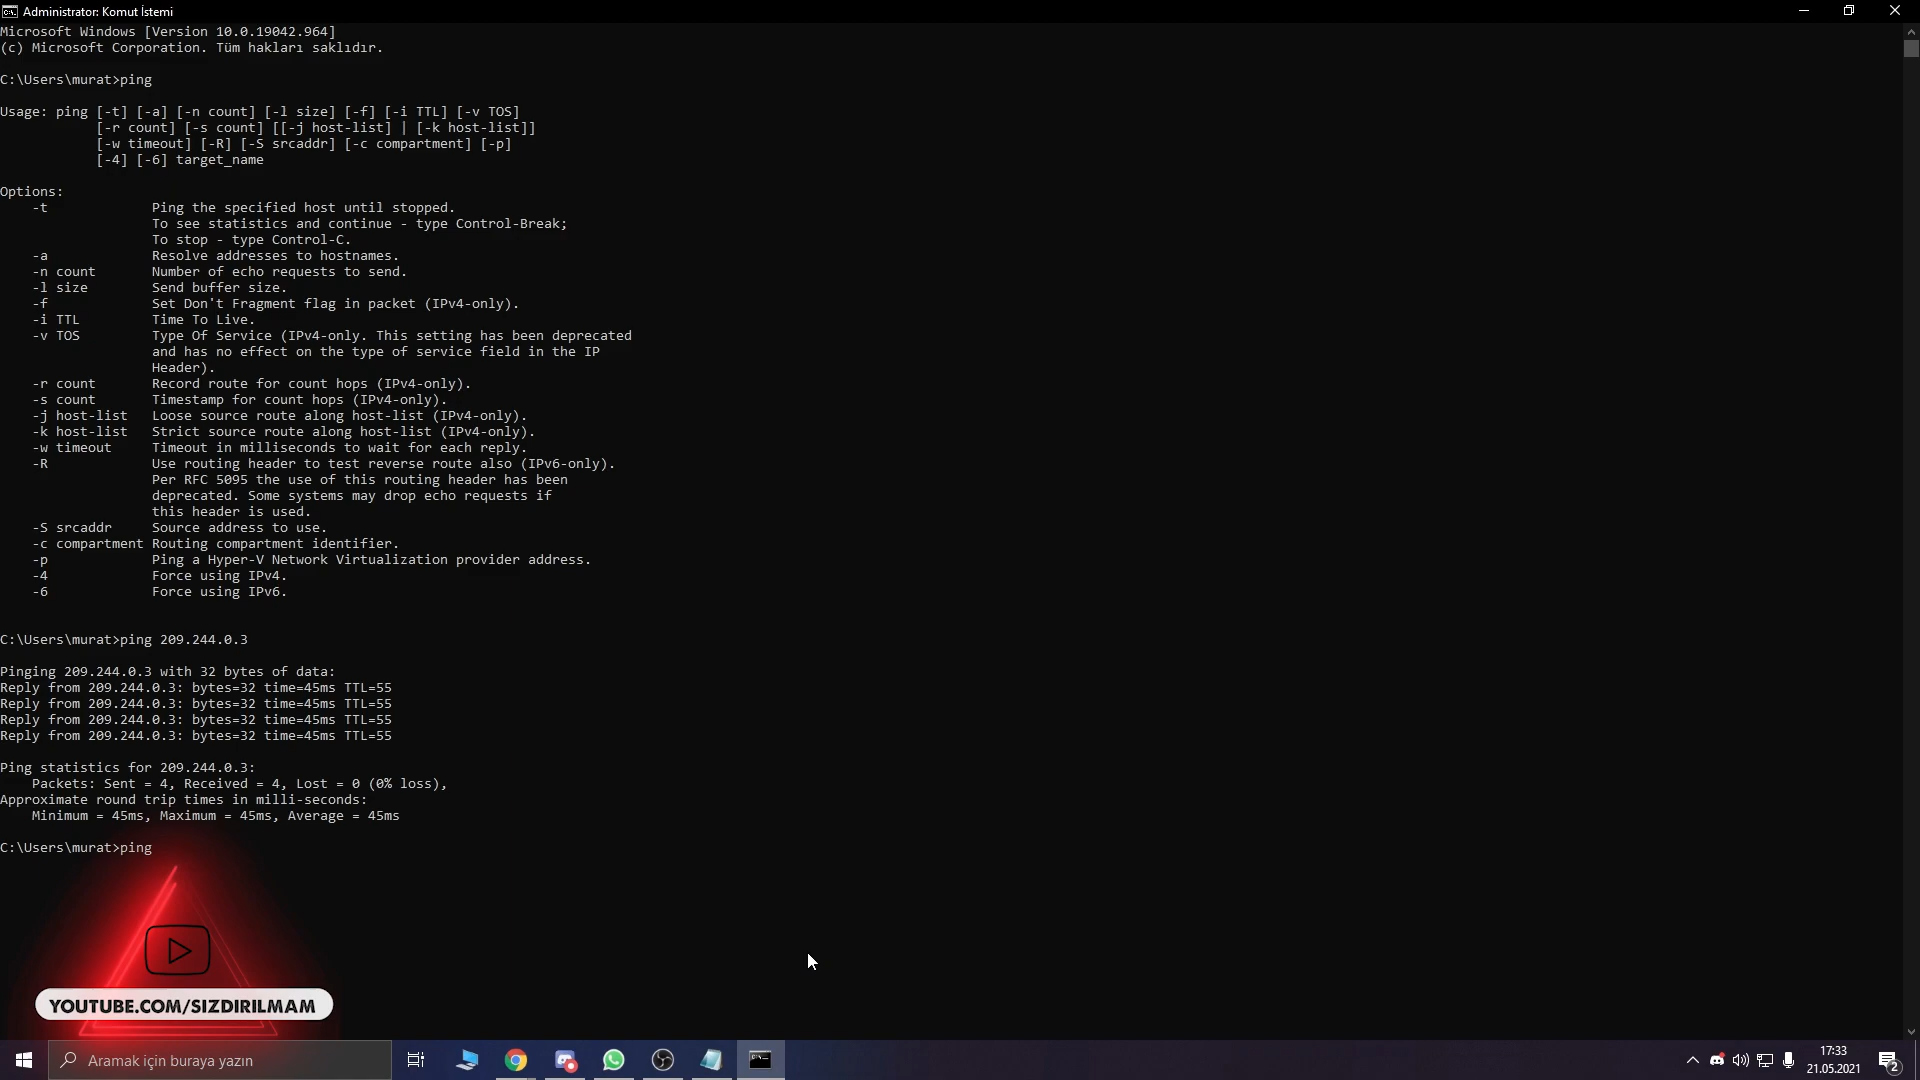 Administrator: Komut İstemi
Microsoft Windows [Version 10.0.19042.964]
(c) Microsoft Corporation. Tüm hakları saklıdır.
C:\Users\murat>ping
Usage: ping [-t] [-a] [-n count] [-l size] [-f] [-i TTL] [-v TOS]
[-r count] [-s count] [[-j host-list] | [-k host-list]]
[-w timeout] [-R] [-S srcaddr] [-c compartment] [-p]
[-4] [-6] target_name
Options:
-t Ping the specified host until stopped.
To see statistics and continue - type Control-Break;
To stop - type Control-C.
-a Resolve addresses to hostnames.
-n count Number of echo requests to send.
-l size Send buffer size.
-f Set Don't Fragment flag in packet (IPv4-only).
-i TTL Time To Live.
-v TOS Type Of Service (IPv4-only. This setting has been deprecated
and has no effect on the type of service field in the IP
Header).
-r count Record route for count hops (IPv4-only).
-s count Timestamp for count hops (IPv4-only).
-j host-list Loose source route along host-list (IPv4-only).
-k host-list Strict source route along host-list (IPv4-only).
-w timeout Timeout in milliseconds to wait for each reply.
-R Use routing header to test reverse route also (IPv6-only).
Per RFC 5095 the use of this routing header has been
deprecated. Some systems may drop echo requests if
this header is used.
-S srcaddr Source address to use.
-c compartment Routing compartment identifier.
-p Ping a Hyper-V Network Virtualization provider address.
-4 Force using IPv4.
-6 Force using IPv6.
C:\Users\murat>ping 209.244.0.3
Pinging 209.244.0.3 with 32 bytes of data:
Reply from 209.244.0.3: bytes=32 time=45ms TTL=55
Reply from 209.244.0.3: bytes=32 time=45ms TTL=55
Reply from 209.244.0.3: bytes=32 time=45ms TTL=55
Reply from 209.244.0.3: bytes=32 time=45ms TTL=55
Ping statistics for 209.244.0.3:
Packets: Sent = 4, Received = 4, Lost = 0 (0% loss),
Approximate round trip times in milli-seconds:
Minimum = 45ms, Maximum = 45ms, Average = 45ms
C:\Users\murat>ping
YOUTUBE.COM/SIZDIRILMAM
Aramak için buraya yazın
17:33
21.05.2021
2